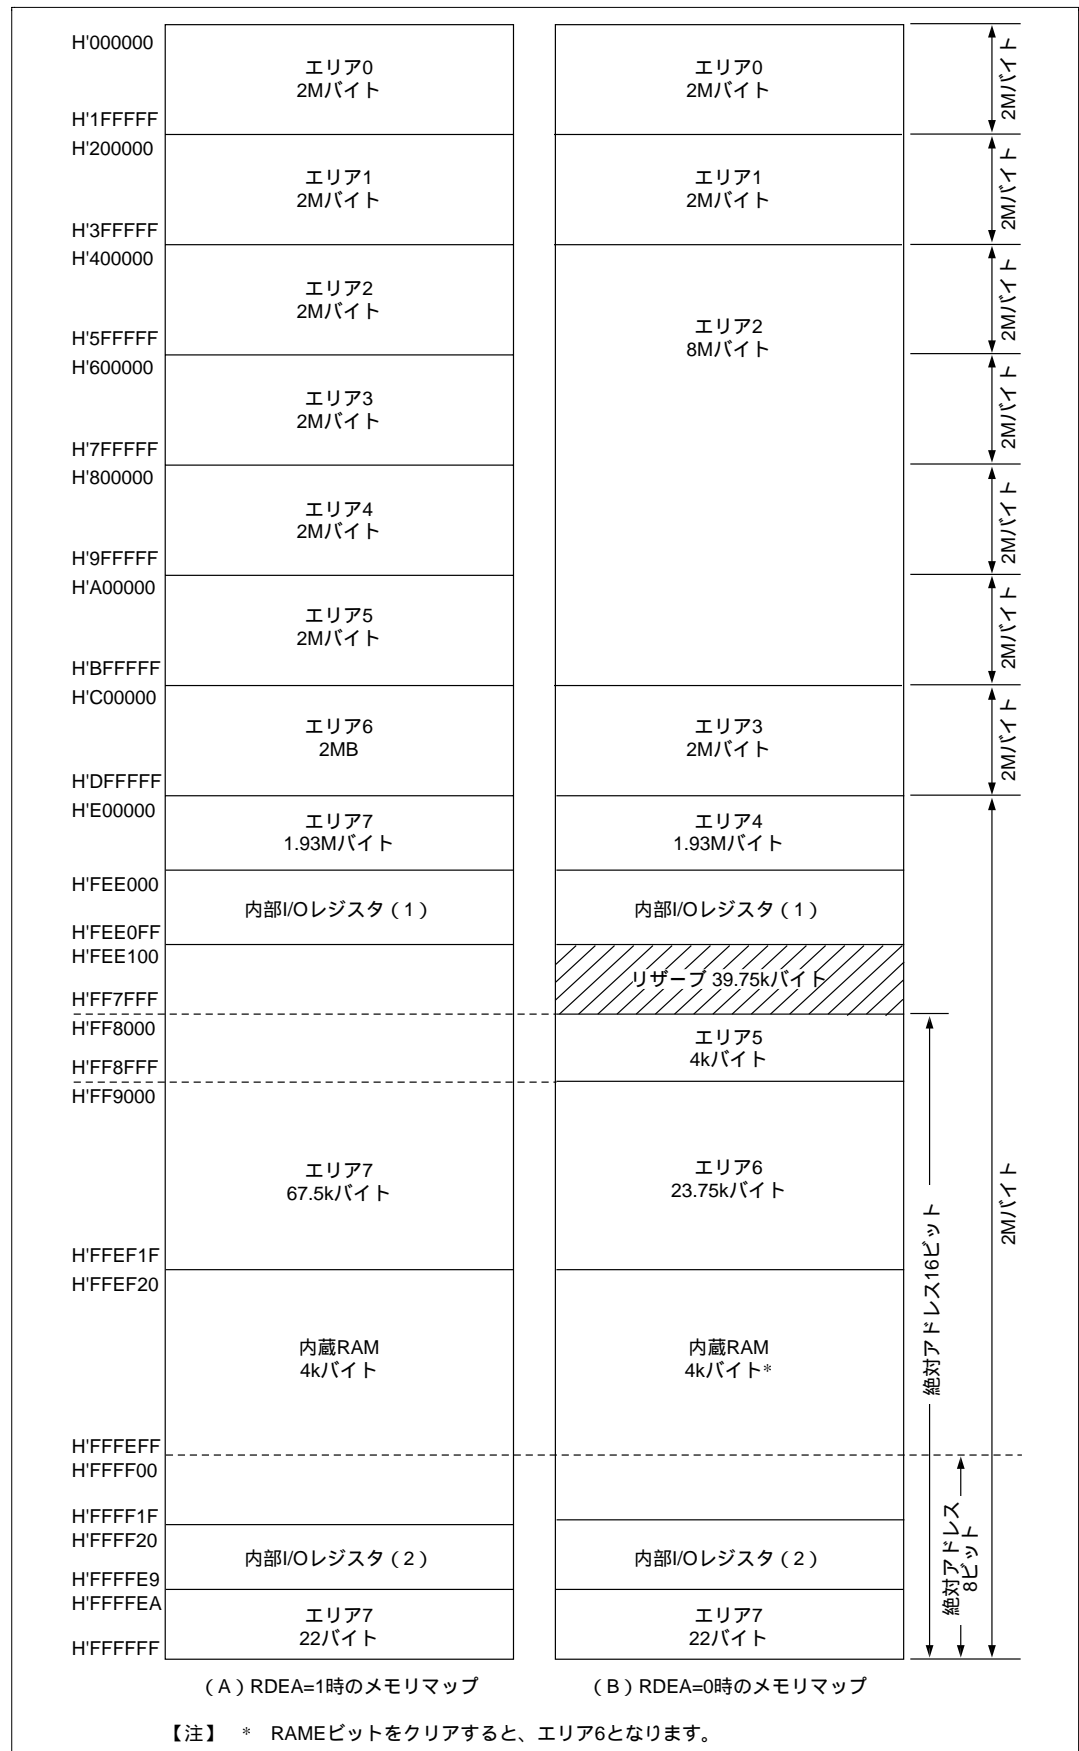 H'000000
H'1FFFFF
H'200000
H'3FFFFF
H'400000
H'5FFFFF
H'600000
H'7FFFFF
H'800000
H'9FFFFF
H'A00000
H'BFFFFF
H'C00000
H'DFFFFF
H'E00000
H'FEE000
H'FEE0FF
H'FEE100
H'FF7FFF
H'FF8000
H'FF8FFF
H'FF9000
H'FFEF1F
H'FFEF20
H'FFFEFF
H'FFFF00
H'FFFF1F
H'FFFF20
H'FFFFE9
H'FFFFEA
H'FFFFFF
エリア0
2Mバイト
エリア1
2Mバイト
エリア2
2Mバイト
エリア3
2Mバイト
エリア4
2Mバイト
エリア5
2Mバイト
エリア6
2MB
エリア7
1.93Mバイト
内部I/Oレジスタ（1）
エリア7
67.5kバイト
内蔵RAM
4kバイト
内部I/Oレジスタ（2）
エリア7
22バイト
（A）RDEA=1時のメモリマップ
エリア0
2Mバイト
エリア1
2Mバイト
エリア2
8Mバイト
エリア3
2Mバイト
エリア4
1.93Mバイト
内部I/Oレジスタ（1）
リザーブ 39.75kバイト
エリア5
4kバイト
エリア6
23.75kバイト
内蔵RAM
4kバイト*
内部I/Oレジスタ（2）
エリア7
22バイト
（B）RDEA=0時のメモリマップ
2Mバイト
2Mバイト
2Mバイト
2Mバイト
2Mバイト
2Mバイト
2Mバイト
2Mバイト
絶対アドレス16ビット
絶対アドレス
8ビット
【注】 * RAMEビットをクリアすると、エリア6となります。